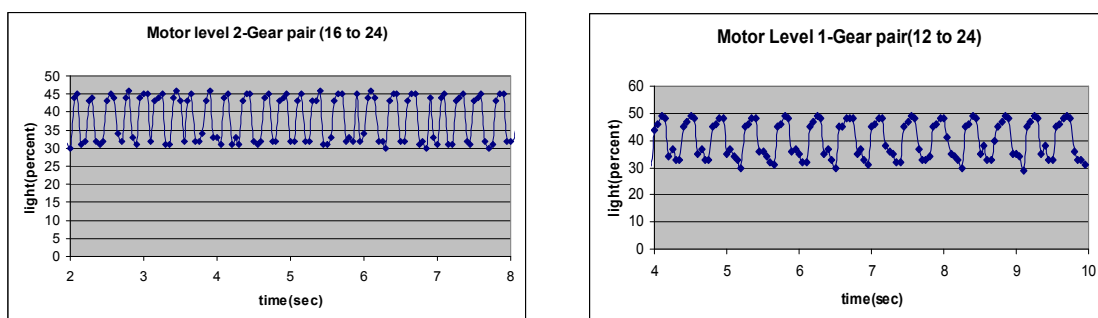 Motor level 2-Gear pair (16 to 24)
50
45
40
35
30
25
20
15
10
5
0
light(percent)
2 3 4 5 6 7 8
time(sec)
Motor Level 1-Gear pair(12 to 24)
60
50
40
30
20
10
0
light(percent)
4 5 6 7 8 9 10
time(sec)